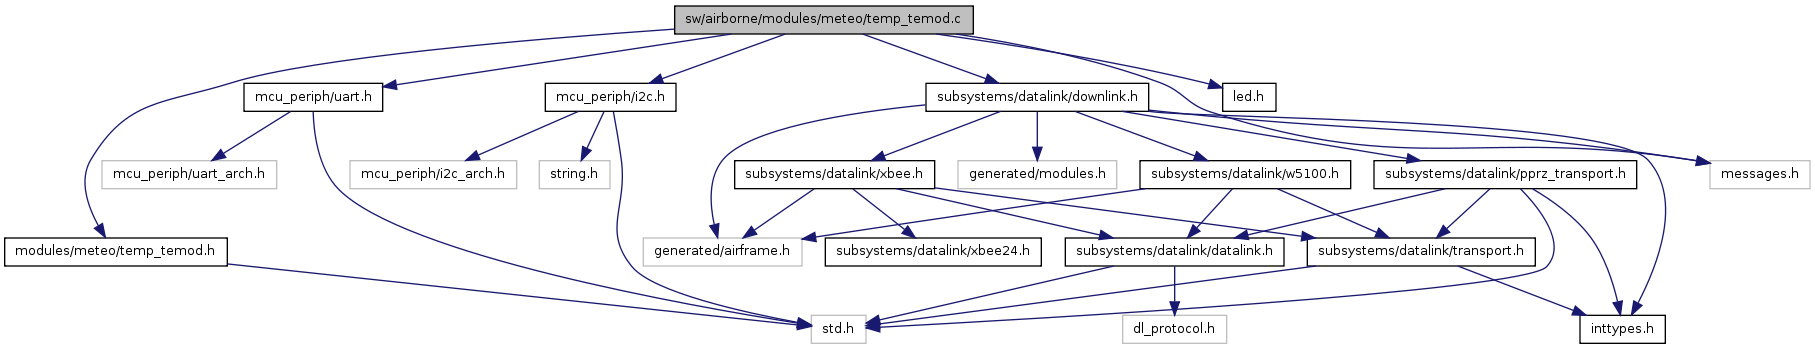 sw/airborne/modules/meteo/temp_temod.c
mcu_periph/uart.h
mcu_periph/i2c.h
subsystems/datalink/downlink.h
led.h
mcu_periph/uart_arch.h
mcu_periph/i2c_arch.h
string.h
subsystems/datalink/xbee.h
generated/modules.h
subsystems/datalink/w5100.h
subsystems/datalink/pprz_transport.h
messages.h
modules/meteo/temp_temod.h
generated/airframe.h
subsystems/datalink/xbee24.h
subsystems/datalink/datalink.h
subsystems/datalink/transport.h
std.h
dl_protocol.h
inttypes.h